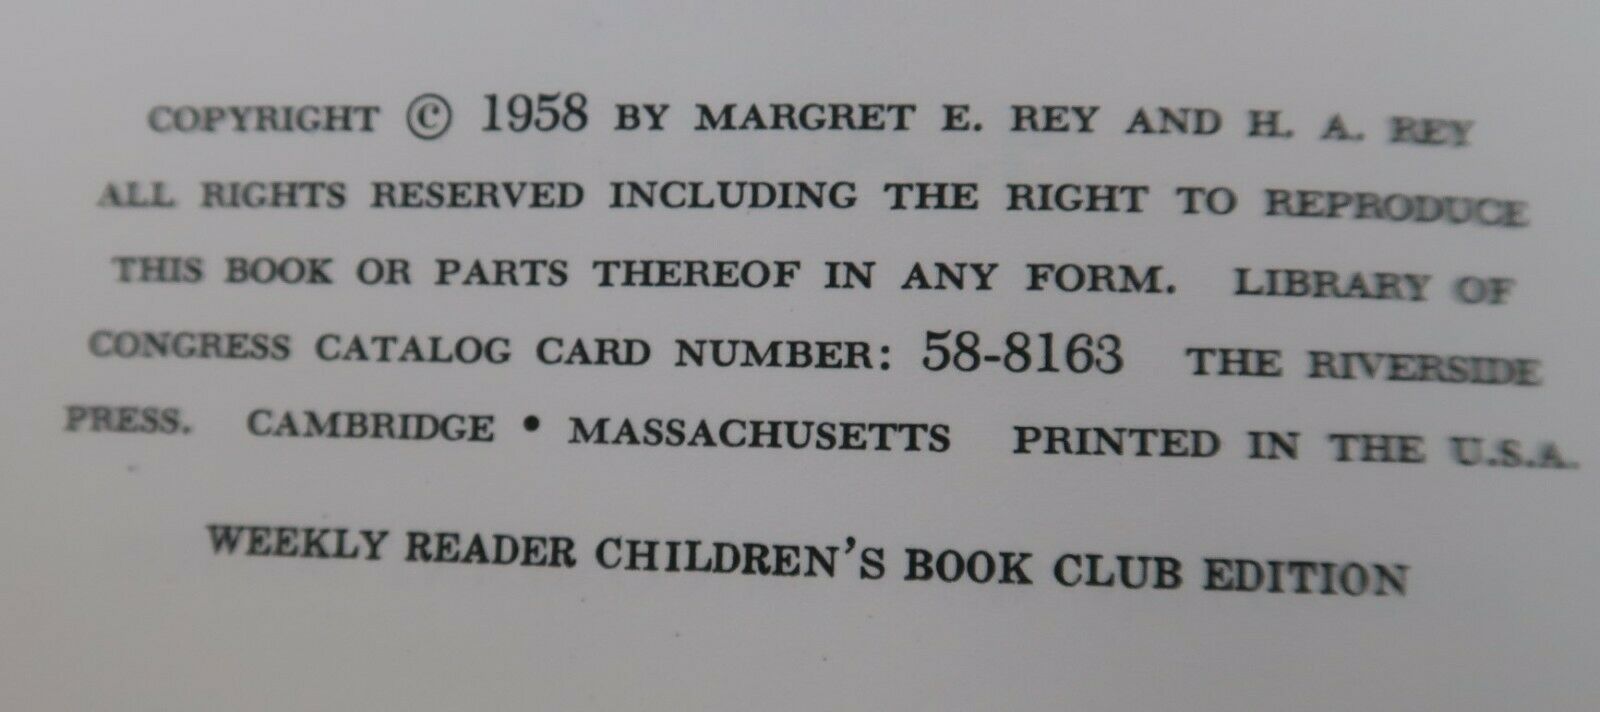 COPYRIGHT © 1958 BY MARGRET E. REY AND H. A. REY
ALL RIGHTS RESERVED INCLUDING THE RIGHT TO REPRODUCE
THIS BOOK OR PARTS THEREOF IN ANY FORM. LIBRARY OF
CONGRESS CATALOG CARD NUMBER: 58-8163 THE RIVERSIDE
PRESS. CAMBRIDGE • MASSACHUSETTS PRINTED IN THE U.S.A.
WEEKLY READER CHILDREN'S BOOK CLUB EDITION